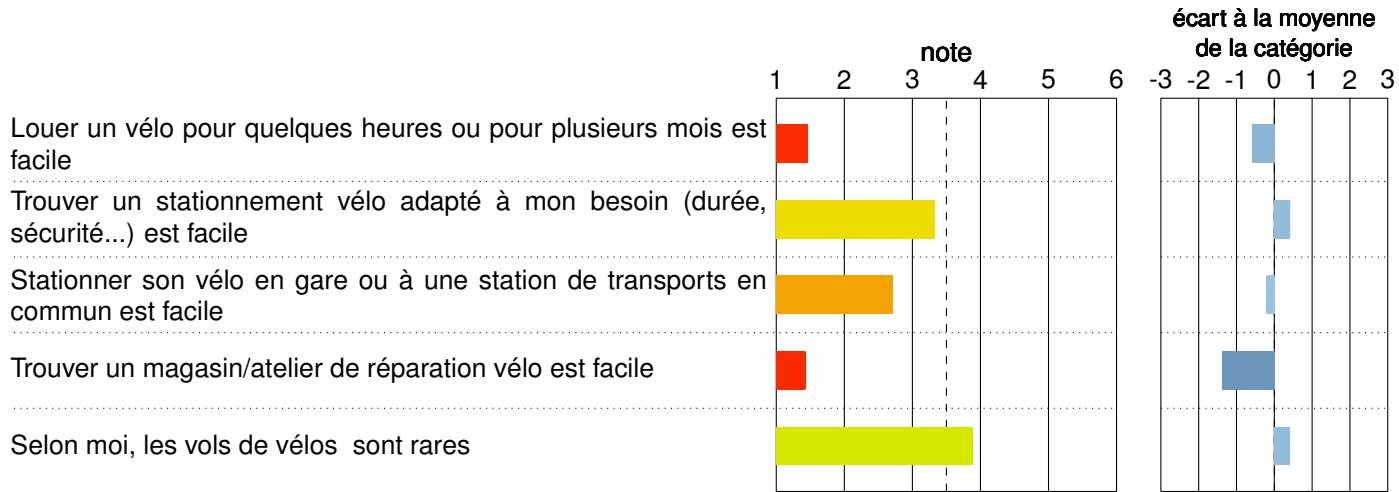 écart à la moyenne
de la catégorie
note
1 2 3 4 5 6
-3 -2 -1 0 1 2 3
Louer un vélo pour quelques heures ou pour plusieurs mois est
facile
Trouver un stationnement vélo adapté à mon besoin (durée,
sécurité...) est facile
Stationner son vélo en gare ou à une station de transports en
commun est facile
Trouver un magasin/atelier de réparation vélo est facile
Selon moi, les vols de vélos sont rares